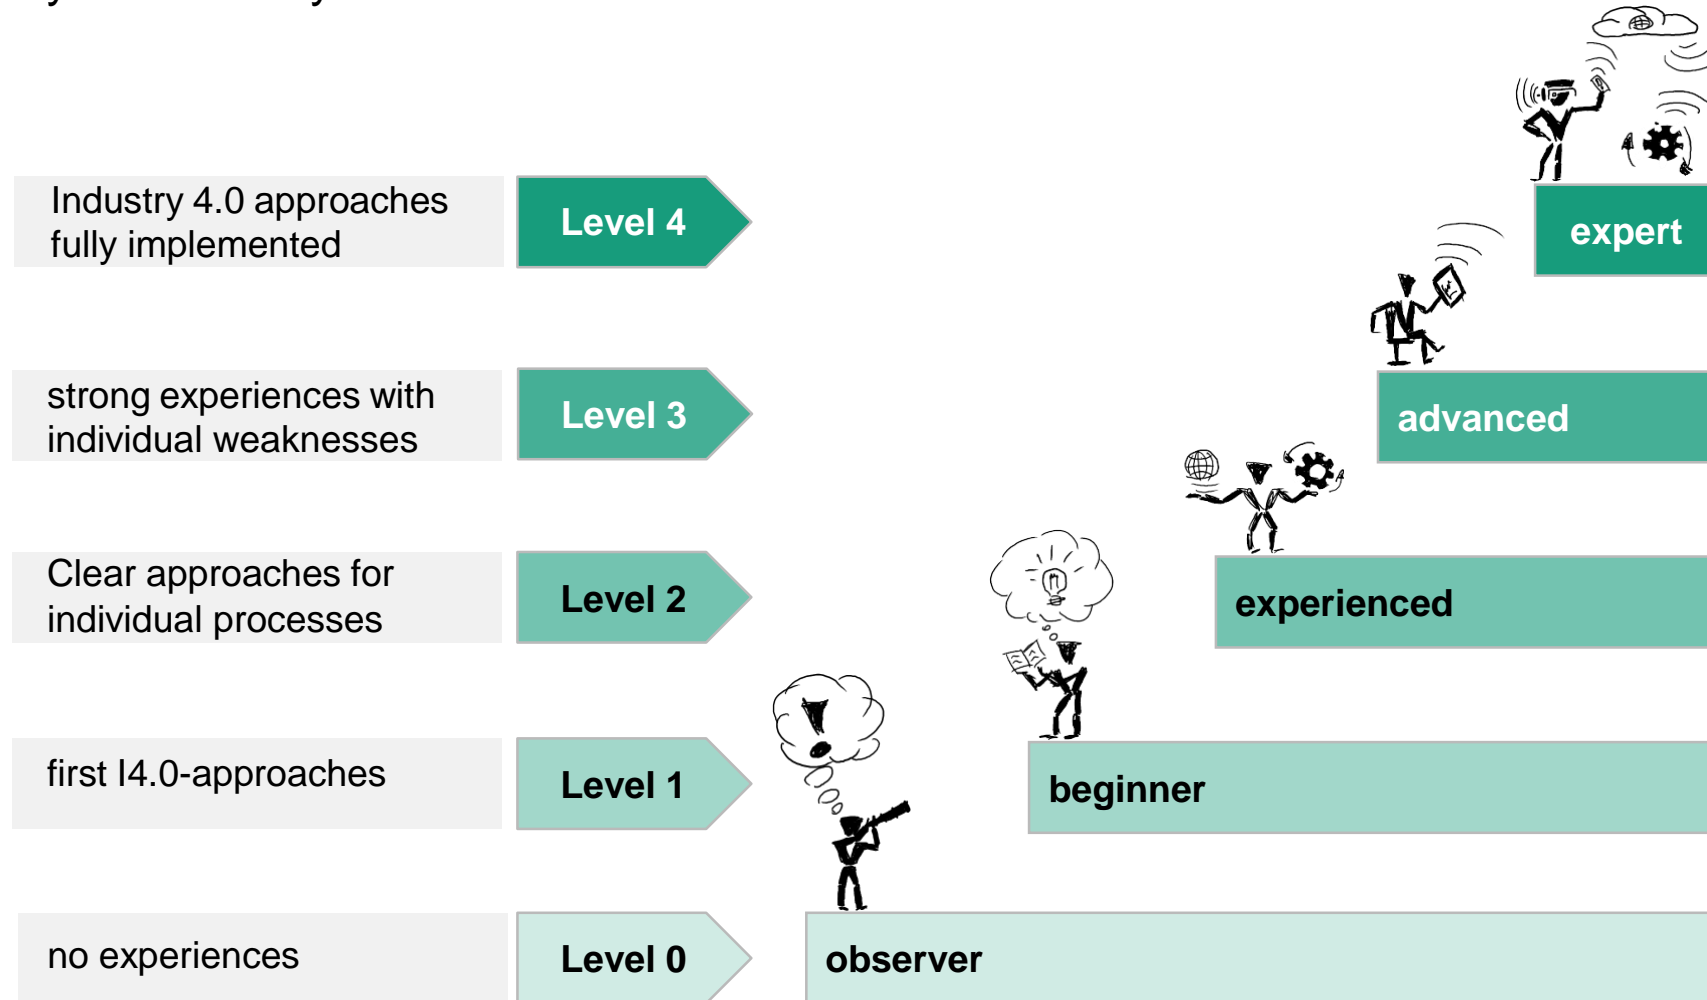 Industry 4.0 approaches
fully implemented
Level 4
expert
strong experiences with
individual weaknesses
Level 3
advanced
Clear approaches for
individual processes
Level 2
experienced
first I4.0-approaches
Level 1
beginner
no experiences
Level 0
observer